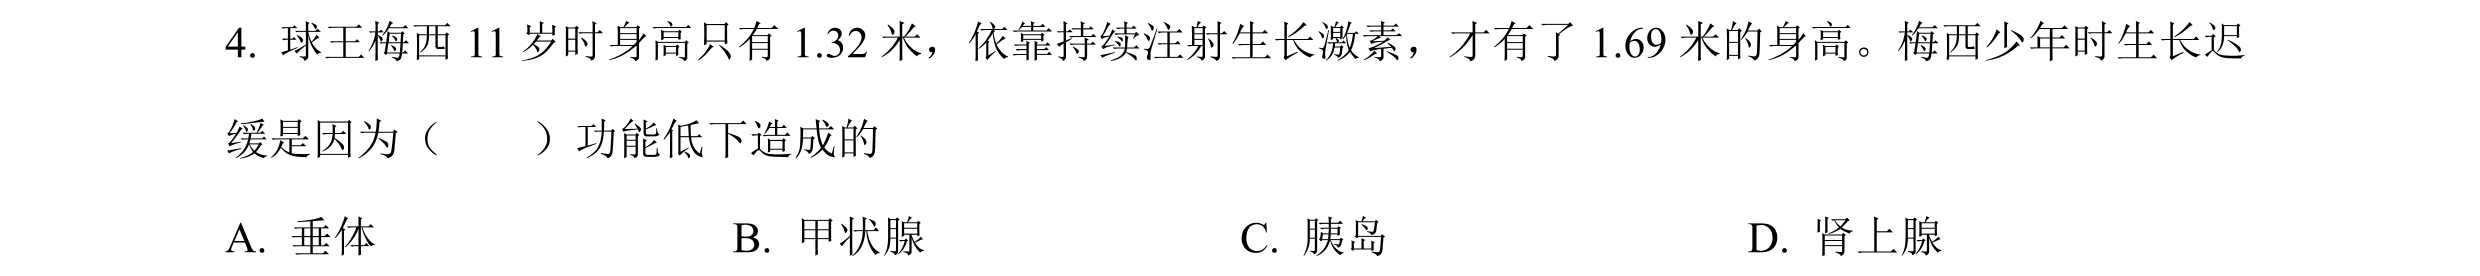 4. 球王梅西 11 岁时身高只有 1.32 米，依靠持续注射生长激素，才有了 1.69 米的身高。梅西少年时生长迟
缓是因为（　　）功能低下造成的
A. 垂体　　B. 甲状腺　　C. 胰岛　　D. 肾上腺